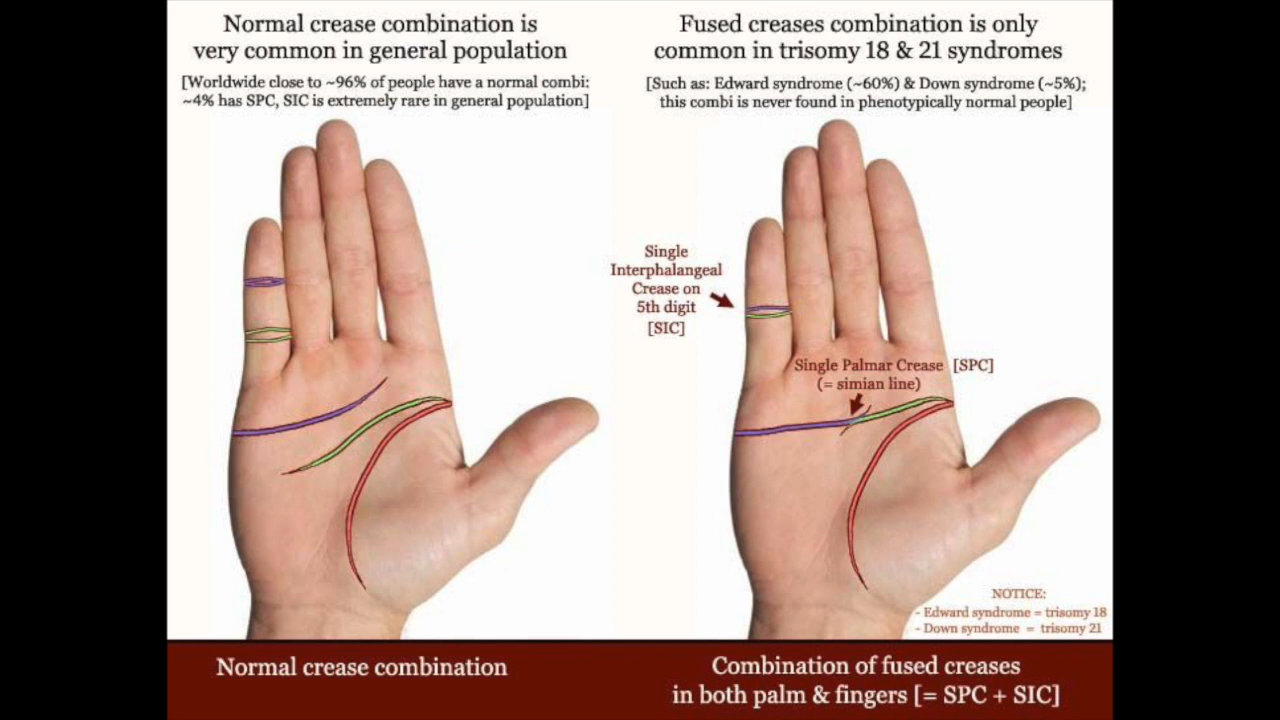 Normal crease combination is
very common in general population
[Worldwide close to ~96% of people have a normal combi:
~4% has SPC, SIC is extremely rare in general population]
Fused creases combination is only
common in trisomy 18 & 21 syndromes
[Such as: Edward syndrome (~60%) & Down syndrome (~5%);
this combi is never found in phenotypically normal people]
Single
Interphalangeal
Crease on
5th digit
[SIC]
Single Palmar Crease [SPC]
(= simian line)
NOTICE:
- Edward syndrome = trisomy 18
- Down syndrome = trisomy 21
Normal crease combination
Combination of fused creases
in both palm & fingers [= SPC + SIC]